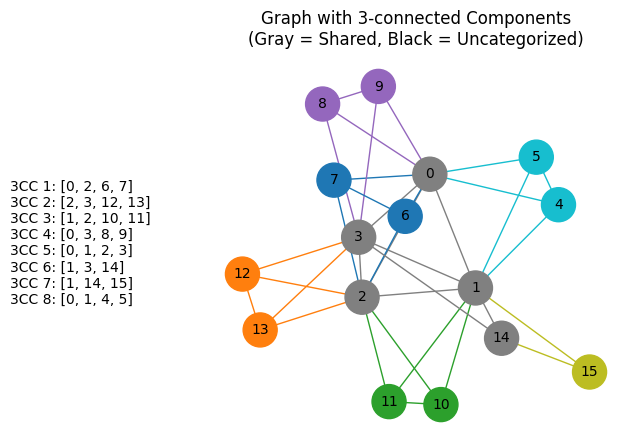 Graph with 3-connected Components
(Gray = Shared, Black = Uncategorized)
9
8
5
7
0
4
6
3
12
1
2
13
14
15
11
10
3CC 1: [0, 2, 6, 7]
3CC 2: [2, 3, 12, 13]
3CC 3: [1, 2, 10, 11]
3CC 4: [0, 3, 8, 9]
3CC 5: [0, 1, 2, 3]
3CC 6: [1, 3, 14]
3CC 7: [1, 14, 15]
3CC 8: [0, 1, 4, 5]